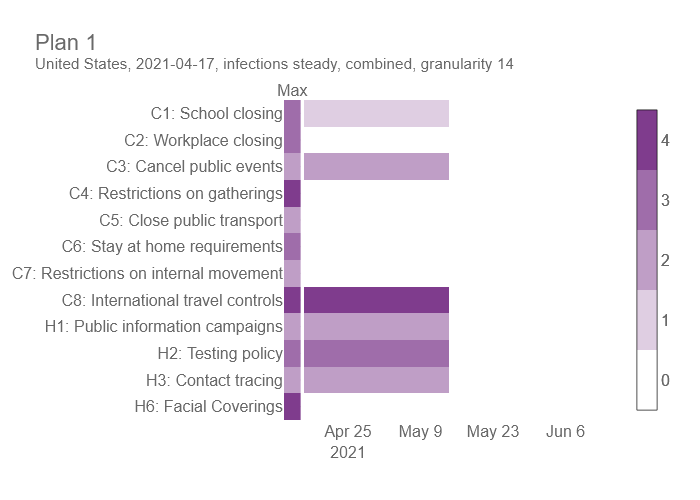 Plan 1
United States, 2021-04-17, infections steady, combined, granularity 14
Max
C1: School closing
C2: Workplace closing
C3: Cancel public events
C4: Restrictions on gatherings
C5: Close public transport
C6: Stay at home requirements
C7: Restrictions on internal movement
C8: International travel controls
H1: Public information campaigns
H2: Testing policy
H3: Contact tracing
H6: Facial Coverings
4
3
2
1
0
Apr 25 May 9 May 23 Jun 6
2021